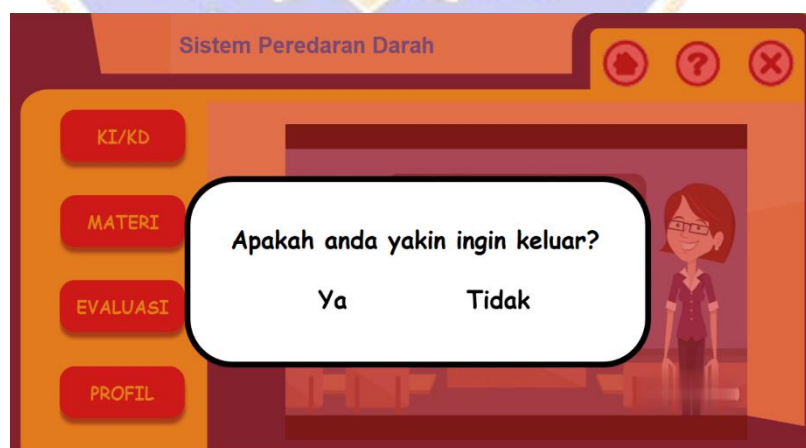 Sistem Peredaran Darah
?
KI/KD
MATERI
EVALUASI
PROFIL
Apakah anda yakin ingin keluar?
Ya Tidak